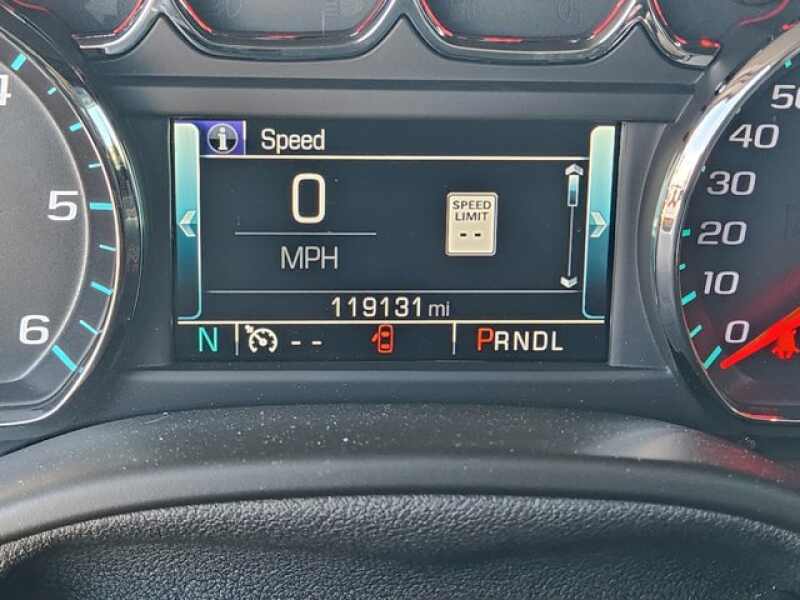 Speed
0
MPH
SPEED
LIMIT
--
119131 mi
N
--
PRNDL
4
5
6
50
40
30
20
10
0